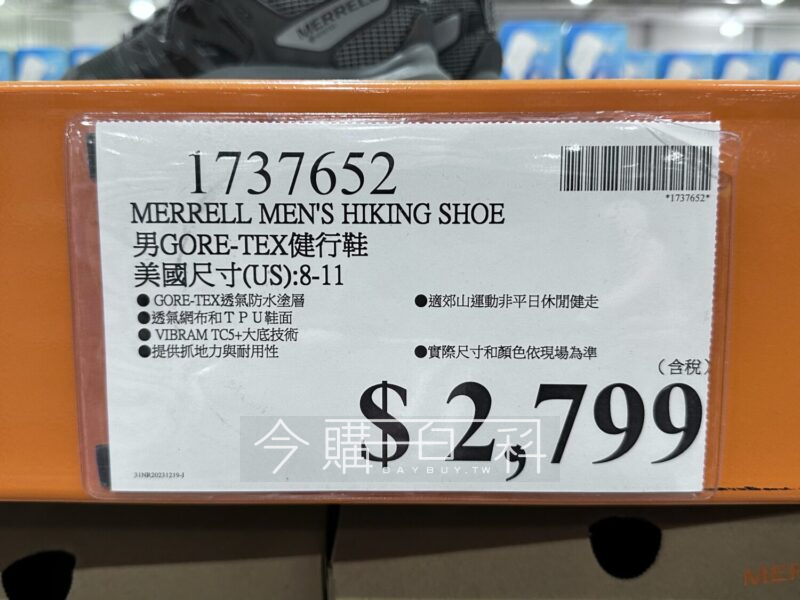 MERRELL
1737652
*1737652*
MERRELL MEN'S HIKING SHOE
男GORE-TEX健行鞋
美國尺寸(US):8-11
● GORE-TEX透氣防水塗層
●適郊山運動非平日休閒健走
●透氣網布和TPU鞋面
● VIBRAM TC5+大底技術
●提供抓地力與耐用性
●實際尺寸和顏色依現場為準
(含稅)
$2,799
今購百科
DAYBUY.TW
31NR20231219-J
MER